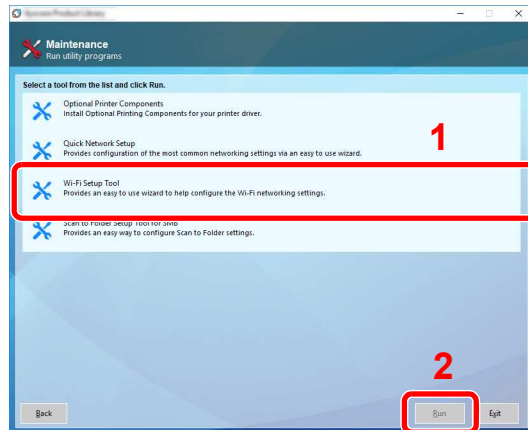 Maintenance
Run utility programs
Select a tool from the list and click Run.
Optional Printer Components
Install Optional Printing Components for your printer driver.
Quick Network Setup
Provides configuration of the most common networking settings via an easy to use wizard.
1
Wi-Fi Setup Tool
Provides an easy to use wizard to help configure the Wi-Fi networking settings.
Scan to Folder Setup Tool for SMB
Provides an easy way to configure Scan to Folder settings.
2
Back
Run
Exit